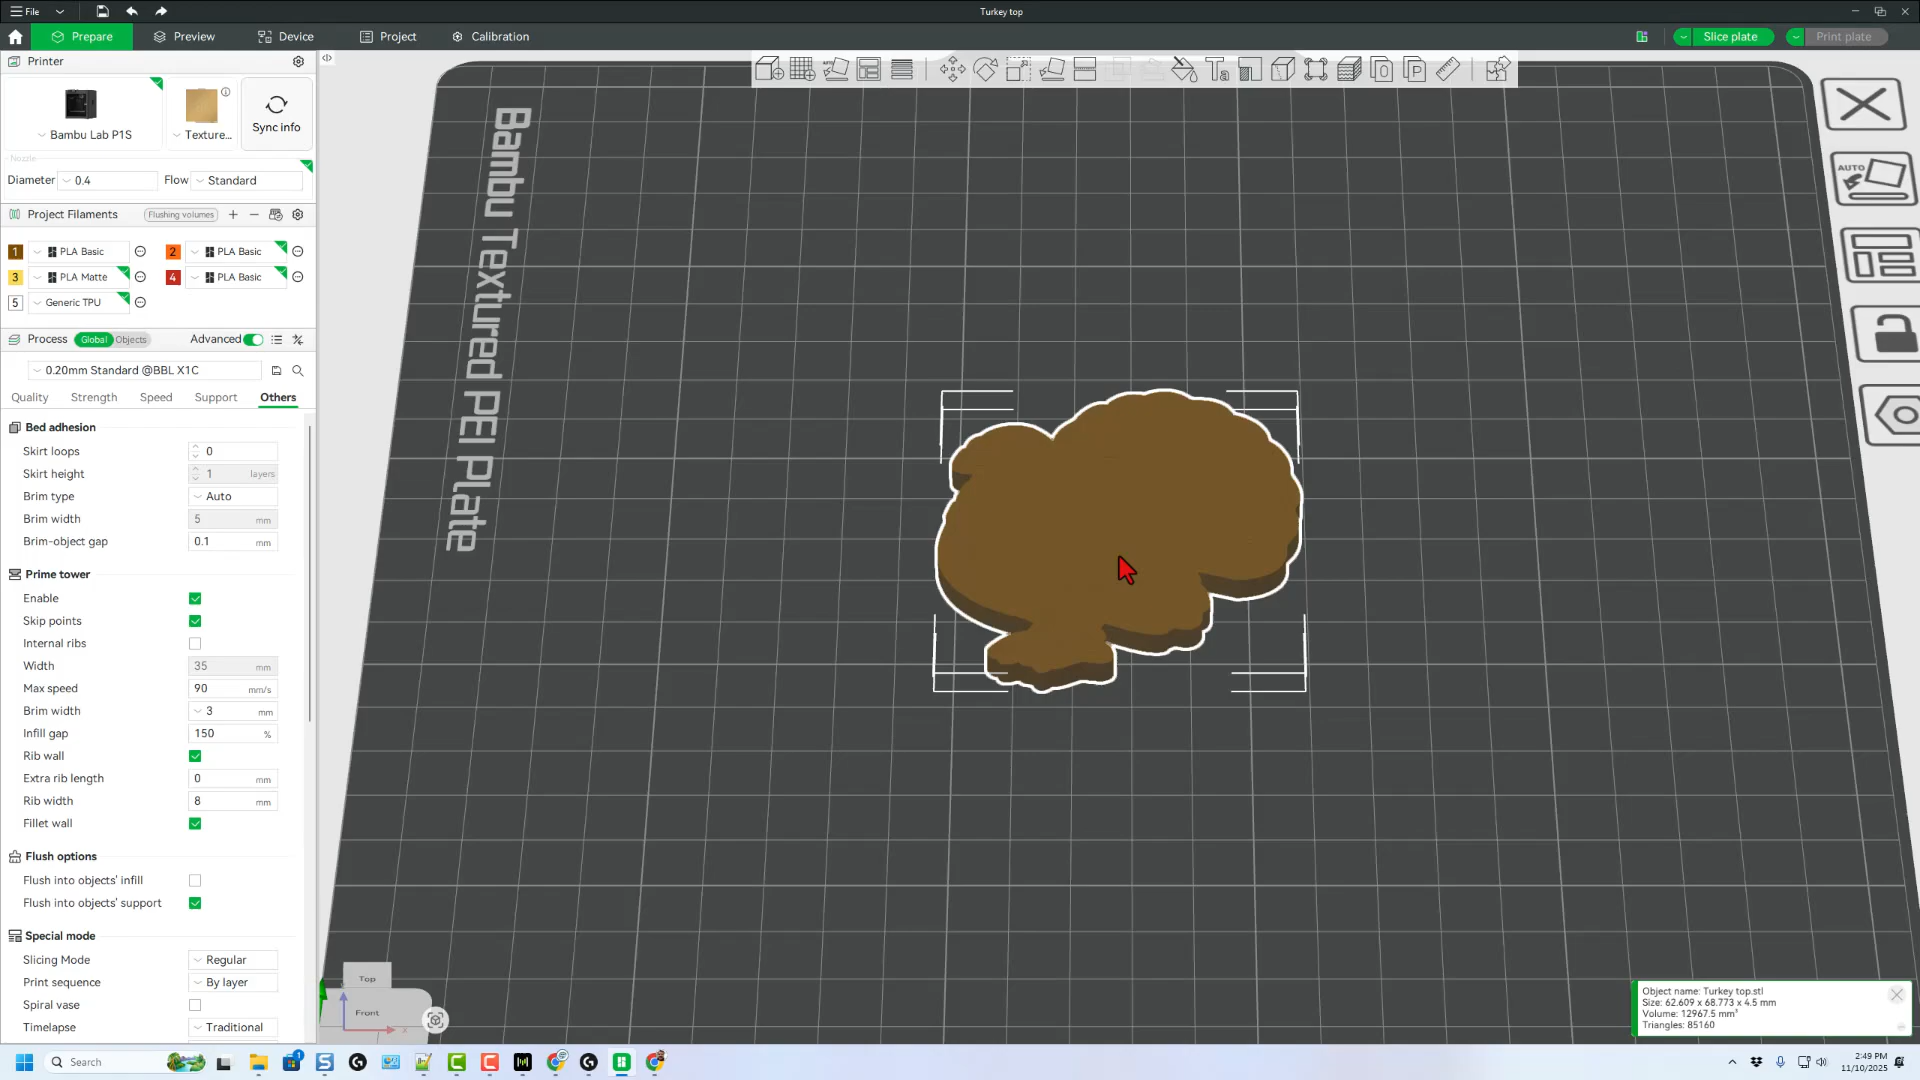 File
Turkey top
Prepare
Preview
Device
Project
Calibration
Slice plate
Print plate
Printer
Bambu Lab P1S
Texture...
Sync info
Nozzle
Diameter
0.4
Flow
Standard
Project Filaments
Flushing volumes
1
PLA Basic
2
PLA Basic
3
PLA Matte
4
PLA Basic
5
Generic TPU
Process
Global
Objects
Advanced
0.20mm Standard @BBL X1C
Quality
Strength
Speed
Support
Others
Bed adhesion
Skirt loops
0
Skirt height
1
layers
Brim type
Auto
Brim width
5
mm
Brim-object gap
0.1
mm
Prime tower
Enable
Skip points
Internal ribs
Width
35
mm
Max speed
90
mm/s
Brim width
3
mm
Infill gap
150
%
Rib wall
Extra rib length
0
mm
Rib width
8
mm
Fillet wall
Flush options
Flush into objects' infill
Flush into objects' support
Special mode
Slicing Mode
Regular
Print sequence
By layer
Spiral vase
Timelapse
Traditional
Bambu Textured PEI Plate
AUTO
Top
Front
Object name: Turkey top.stl
Size: 62.609 x 68.773 x 4.5 mm
Volume: 12967.5 mm³
Triangles: 85160
Search
2:49 PM
11/10/2025